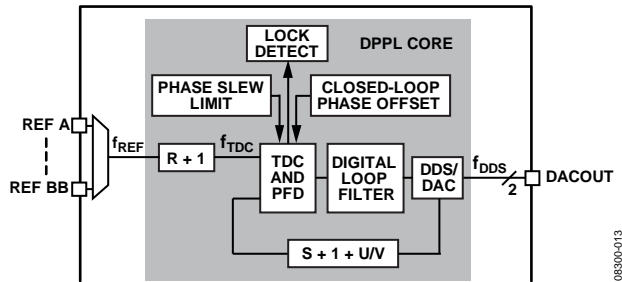 LOCK
DETECT
DPPL CORE
PHASE SLEW
LIMIT
CLOSED-LOOP
PHASE OFFSET
REF A
REF BB
fREF
R + 1
fTDC
TDC
AND
PFD
DIGITAL
LOOP
FILTER
DDS/
DAC
fDDS
2
DACOUT
S + 1 + U/V
08300-013